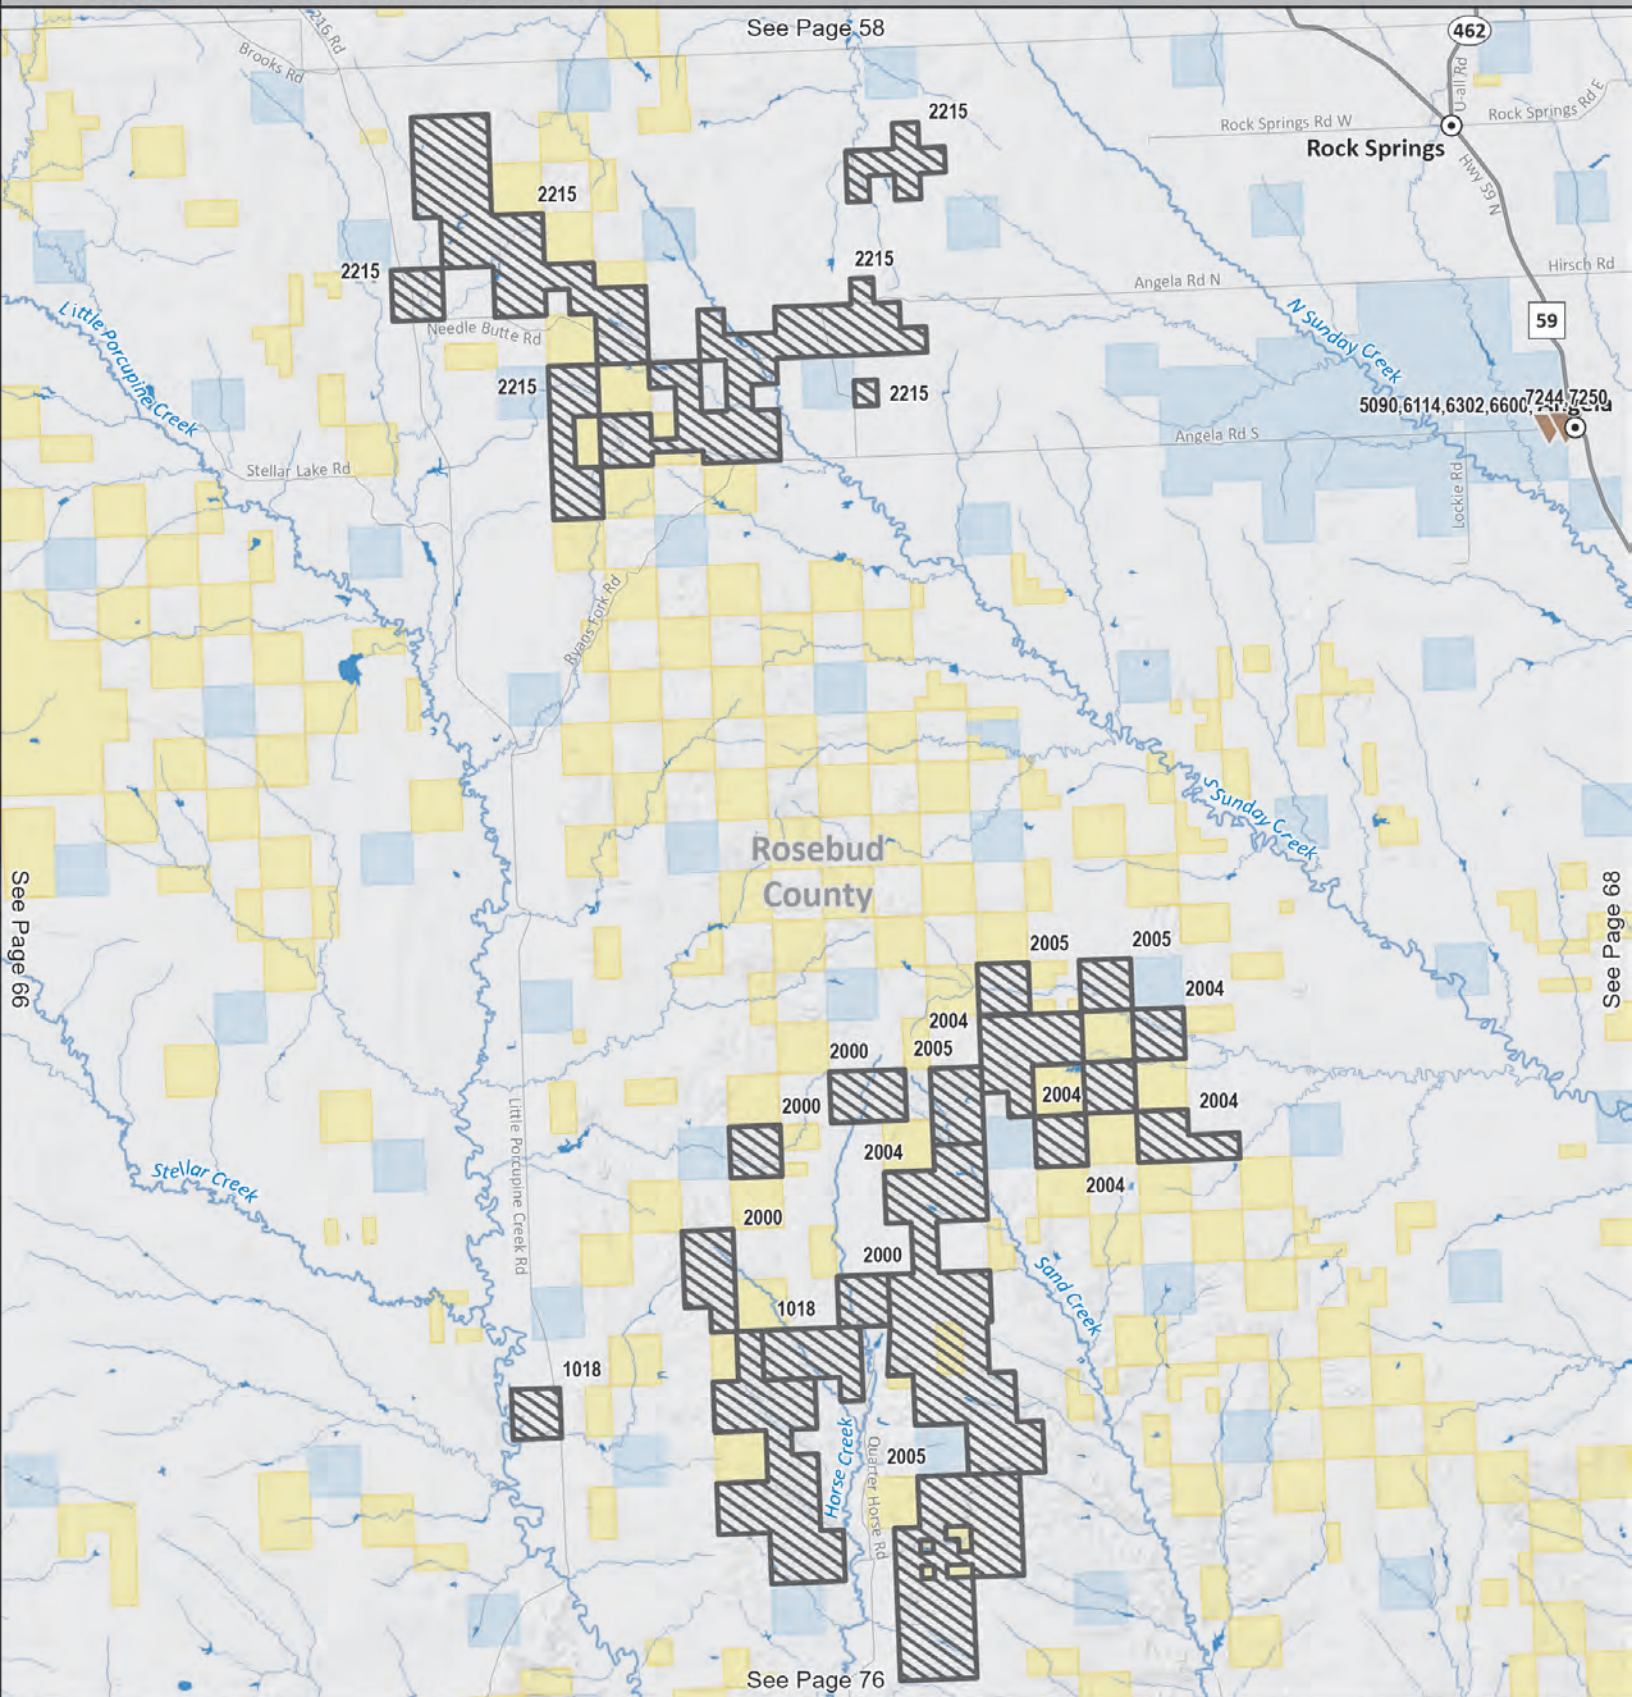 See Page 58
462
216 Rd
Brooks Rd
U-all Rd
Rock Springs Rd W
Rock Springs Rd E
Rock Springs
Hwy 59 N
2215
2215
2215
2215
Angela Rd N
Hirsch Rd
Little Porcupine Creek
Needle Butte Rd
N Sunday Creek
59
2215
2215
5090,6114,6302,6600,
7244,7250
Angela
Angela Rd S
Stellar Lake Rd
Lockie Rd
Ryans Fork Rd
S Sunday Creek
Rosebud
County
See Page 66
See Page 68
2005
2005
2004
2004
2005
2000
2000
2004
2004
2004
2004
Little Porcupine Creek Rd
Stellar Creek
2000
2000
Sand Creek
1018
1018
Horse Creek
Quarter Horse Rd
2005
See Page 76